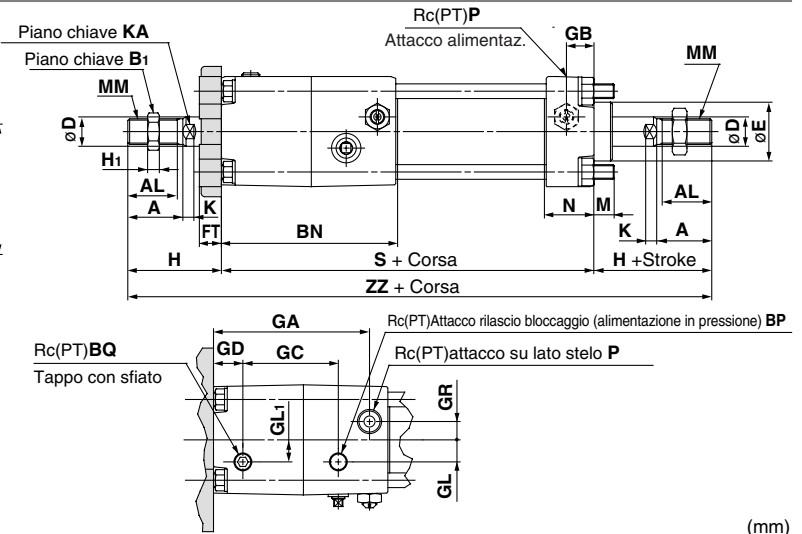 Rc(PT)P
Attacco alimentaz.
GB
MM
Piano chiave KA
Piano chiave B1
MM
øD
øD
øE
H1
AL
A
K
FT
BN
N
M
K
AL
A
H
S + Corsa
H +Stroke
ZZ + Corsa
GA
Rc(PT)Attacco rilascio bloccaggio (alimentazione in pressione) BP
Rc(PT)BQ
Tappo con sfiato
GD
GC
Rc(PT)attacco su lato stelo P
GL1
GR
GL
(mm)